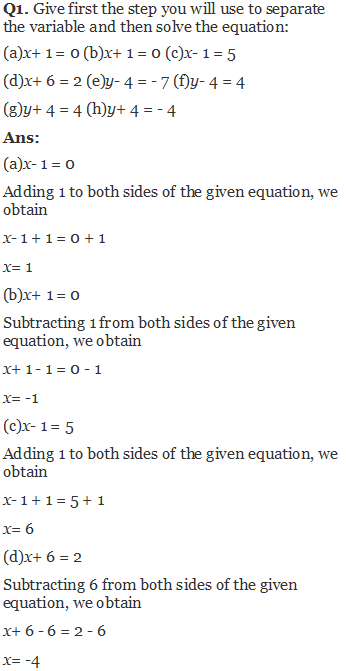 Q1. Give first the step you will use to separate
the variable and then solve the equation:
(a)x+ 1 = 0 (b)x+ 1 = 0 (c)x- 1 = 5
(d)x+ 6 = 2 (e)y- 4 = - 7 (f)y- 4 = 4
(g)y+ 4 = 4 (h)y+ 4 = - 4
Ans:
(a)x- 1 = 0
Adding 1 to both sides of the given equation, we
obtain
x- 1 + 1 = 0 + 1
x= 1
(b)x+ 1 = 0
Subtracting 1 from both sides of the given
equation, we obtain
x+ 1 - 1 = 0 - 1
x= -1
(c)x- 1 = 5
Adding 1 to both sides of the given equation, we
obtain
x- 1 + 1 = 5 + 1
x= 6
(d)x+ 6 = 2
Subtracting 6 from both sides of the given
equation, we obtain
x+ 6 - 6 = 2 - 6
x= -4